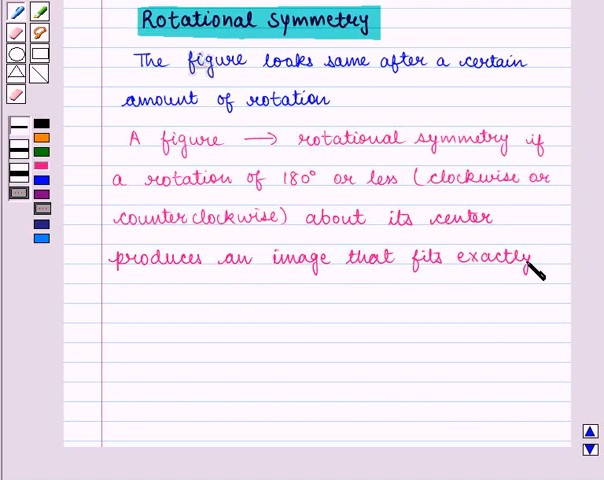 Rotational Symmetry
The figure looks same after a certain
amount of rotation
A figure → rotational symmetry if
a rotation of 180° or less (clockwise or
counterclockwise) about its center
produces an image that fits exactly